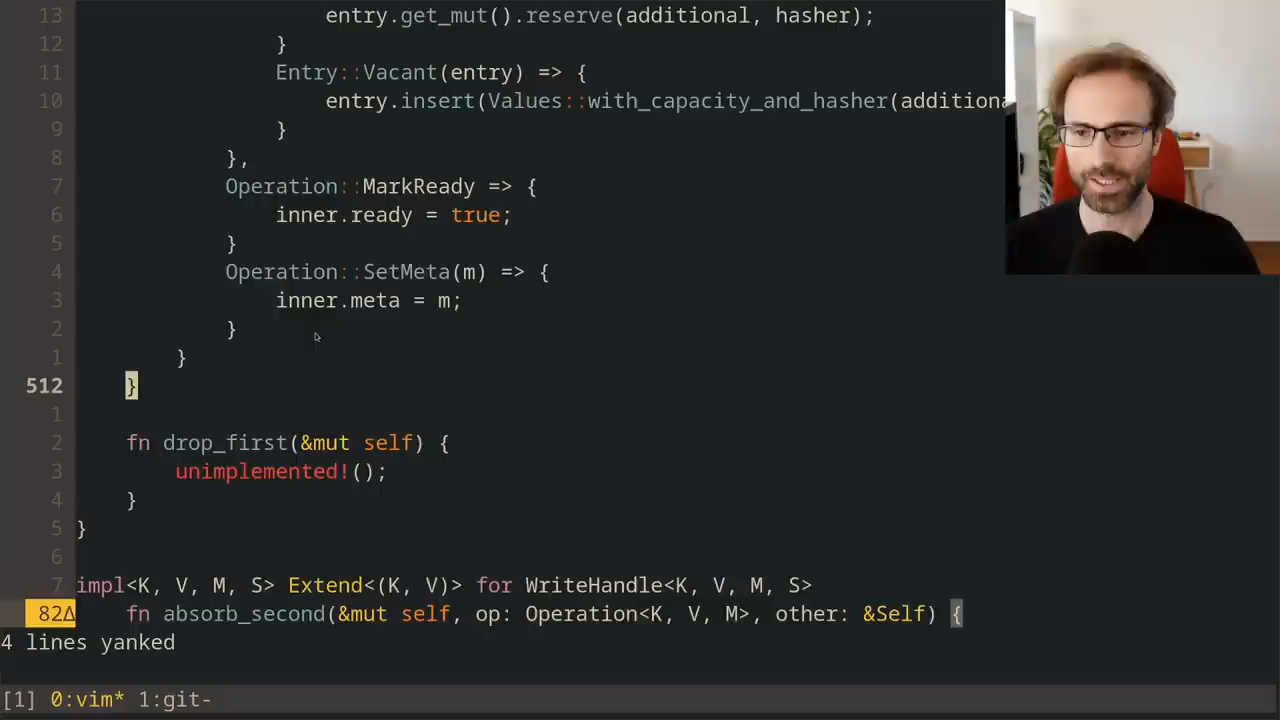 13 entry.get_mut().reserve(additional, hasher);
12 }
11 Entry::Vacant(entry) => {
10 entry.insert(Values::with_capacity_and_hasher(additiona
9 }
8 },
7 Operation::MarkReady => {
6 inner.ready = true;
5 }
4 Operation::SetMeta(m) => {
3 inner.meta = m;
2 }
1 }
512 }
1
2 fn drop_first(&mut self) {
3 unimplemented!();
4 }
5 }
6
7 impl<K, V, M, S> Extend<(K, V)> for WriteHandle<K, V, M, S>
82Δ fn absorb_second(&mut self, op: Operation<K, V, M>, other: &Self) {
4 lines yanked
[1] 0:vim* 1:git-